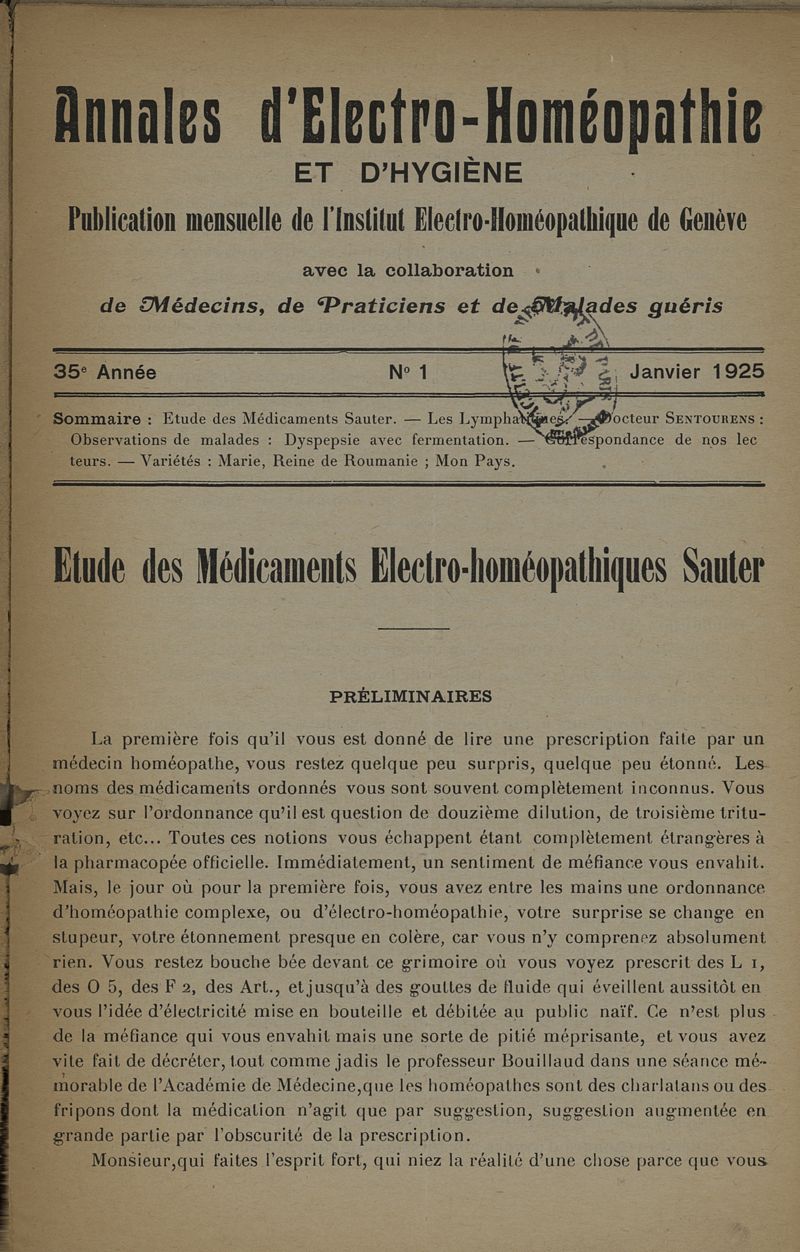 Annales d'Electro-Homéopathie
ET D'HYGIÈNE
Publication mensuelle de l'Institut Electro-Homéopathique de Genève
avec la collaboration
de Médecins, de Praticiens et de Malades guéris
35e Année N° 1 Janvier 1925
Sommaire : Etude des Médicaments Sauter. — Les Lymphatiques. — Docteur SENTOURENS :
Observations de malades : Dyspepsie avec fermentation. — Correspondance de nos lec
teurs. — Variétés : Marie, Reine de Roumanie ; Mon Pays.
Etude des Médicaments Electro-homéopathiques Sauter
PRÉLIMINAIRES
La première fois qu'il vous est donné de lire une prescription faite par un
médecin homéopathe, vous restez quelque peu surpris, quelque peu étonné. Les
noms des médicaments ordonnés vous sont souvent complètement inconnus. Vous
voyez sur l'ordonnance qu'il est question de douzième dilution, de troisième tritu-
ration, etc... Toutes ces notions vous échappent étant complètement étrangères à
la pharmacopée officielle. Immédiatement, un sentiment de méfiance vous envahit.
Mais, le jour où pour la première fois, vous avez entre les mains une ordonnance
d'homéopathie complexe, ou d'électro-homéopathie, votre surprise se change en
stupeur, votre étonnement presque en colère, car vous n'y comprenez absolument
rien. Vous restez bouche bée devant ce grimoire où vous voyez prescrit des L 1,
des O 5, des F 2, des Art., et jusqu'à des gouttes de fluide qui éveillent aussitôt en
vous l'idée d'électricité mise en bouteille et débitée au public naïf. Ce n'est plus
de la méfiance qui vous envahit mais une sorte de pitié méprisante, et vous avez
vite fait de décréter, tout comme jadis le professeur Bouillaud dans une séance mé-
morable de l'Académie de Médecine,que les homéopathes sont des charlatans ou des
fripons dont la médication n'agit que par suggestion, suggestion augmentée en
grande partie par l'obscurité de la prescription.
Monsieur,qui faites l'esprit fort, qui niez la réalité d'une chose parce que vous